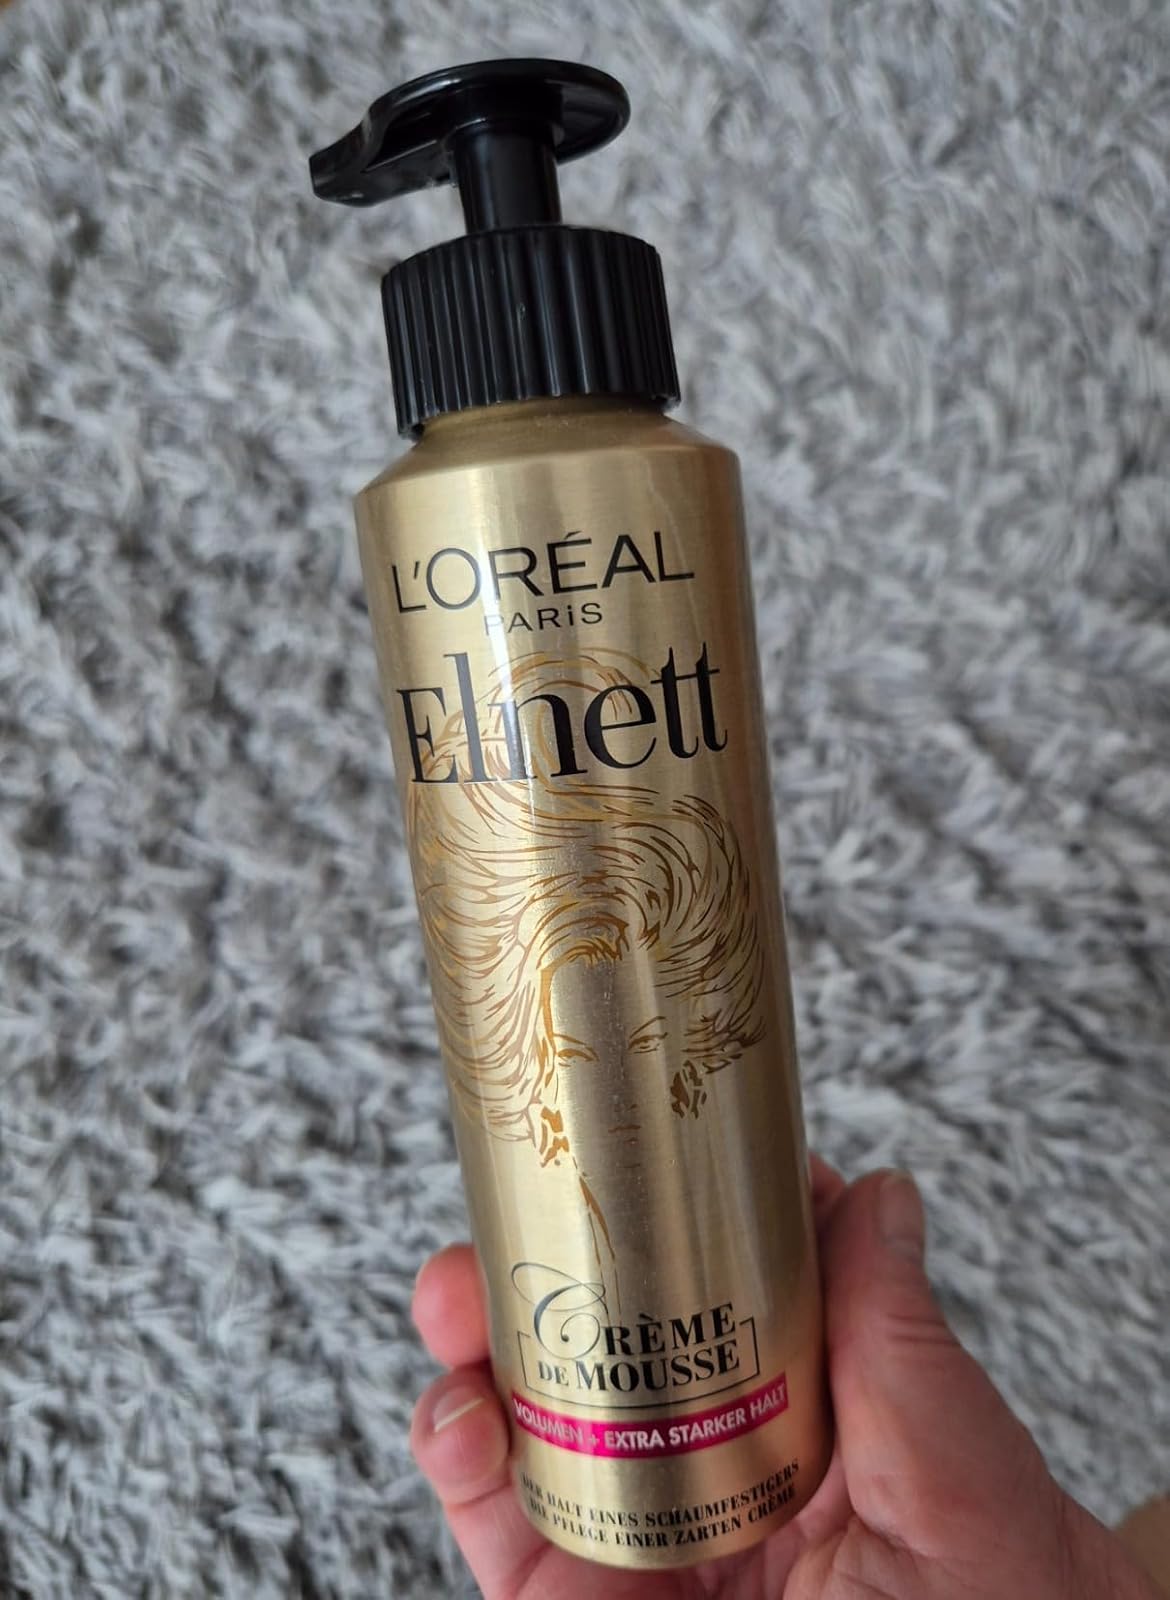 L'ORÉAL
PARiS
Elnett
CRÈME
DE MOUSSE
VOLUMEN + EXTRA STARKER HALT
DER HALT EINES SCHAUMFESTIGERS
DIE PFLEGE EINER ZARTEN CRÈME